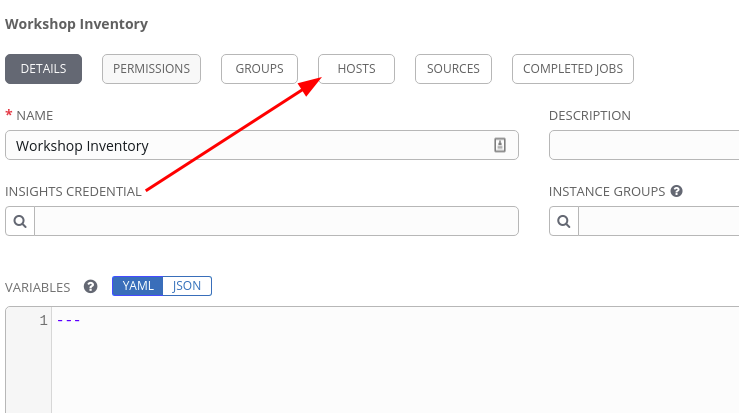 Workshop Inventory
DETAILS PERMISSIONS GROUPS HOSTS SOURCES COMPLETED JOBS
* NAME DESCRIPTION
Workshop Inventory
INSIGHTS CREDENTIAL INSTANCE GROUPS ?
VARIABLES ? YAML JSON
1 ---